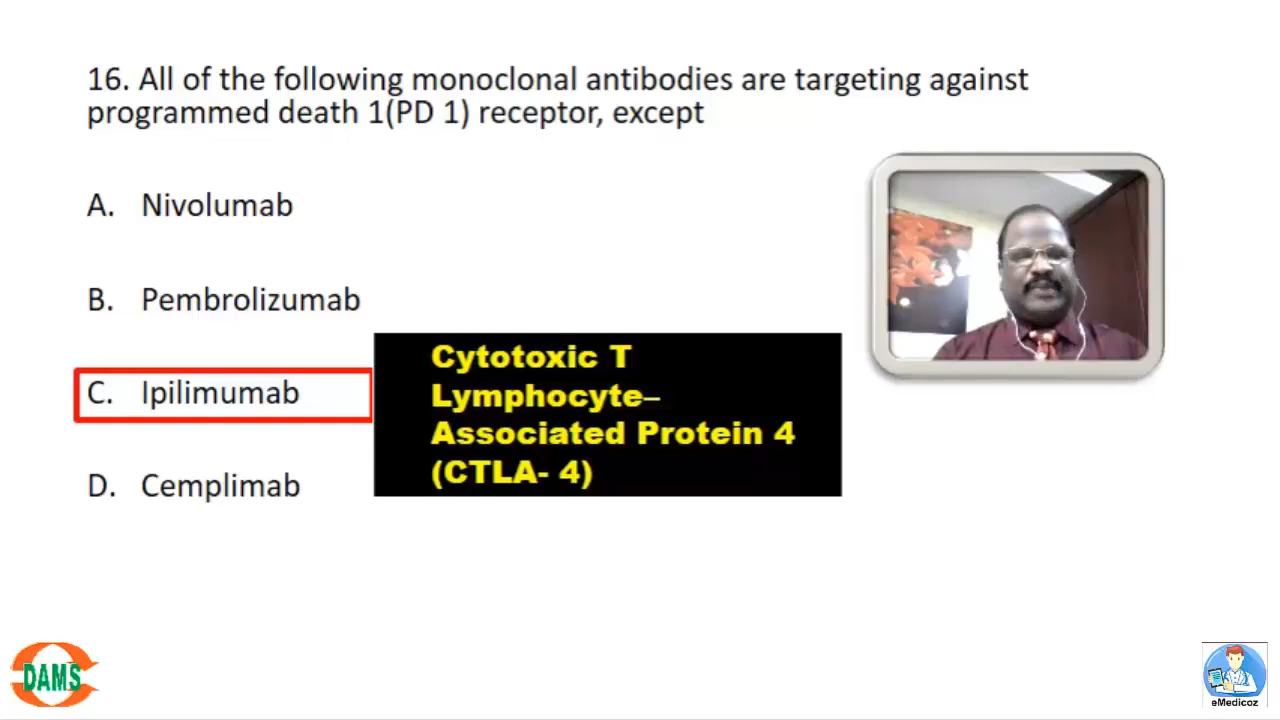 16. All of the following monoclonal antibodies are targeting against
programmed death 1(PD 1) receptor, except
A. Nivolumab
B. Pembrolizumab
C. Ipilimumab
Cytotoxic T
Lymphocyte–
Associated Protein 4
(CTLA- 4)
D. Cemplimab
DAMS
eMedicoz